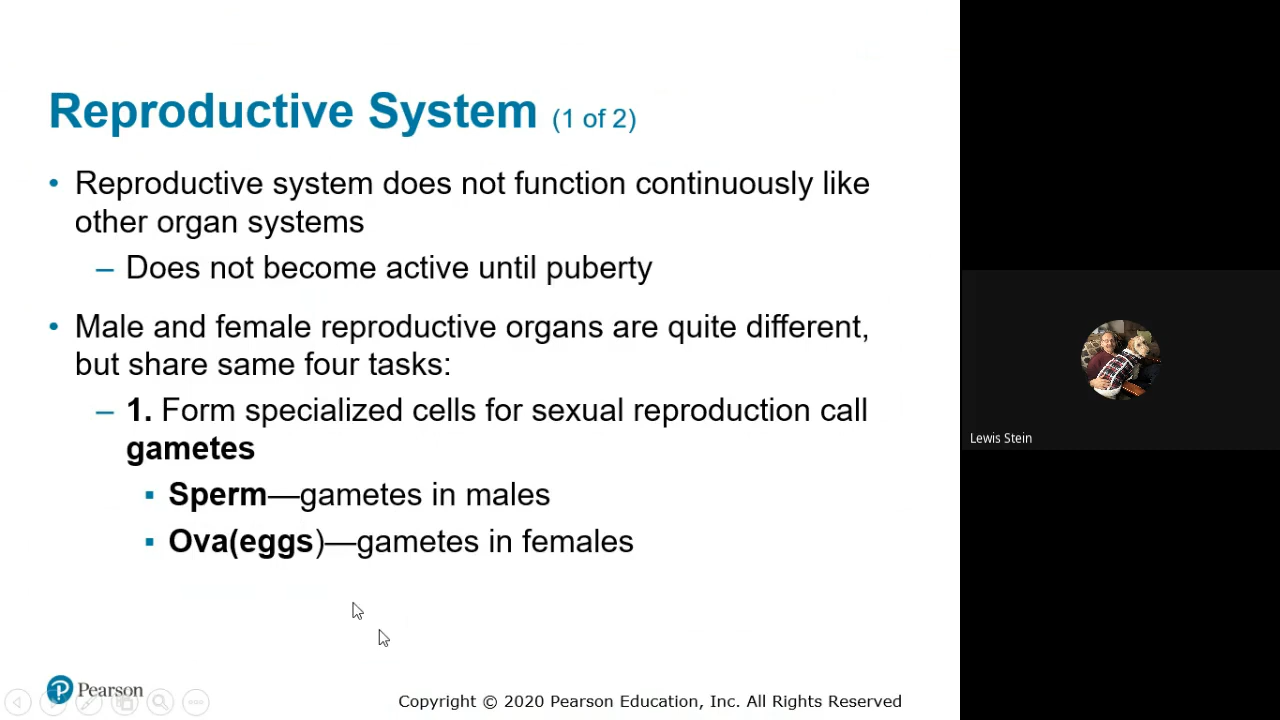 Reproductive System (1 of 2)
• Reproductive system does not function continuously like
other organ systems
– Does not become active until puberty
• Male and female reproductive organs are quite different,
but share same four tasks:
– 1. Form specialized cells for sexual reproduction call
gametes
▪ Sperm—gametes in males
▪ Ova(eggs)—gametes in females
Lewis Stein
Pearson
Copyright © 2020 Pearson Education, Inc. All Rights Reserved